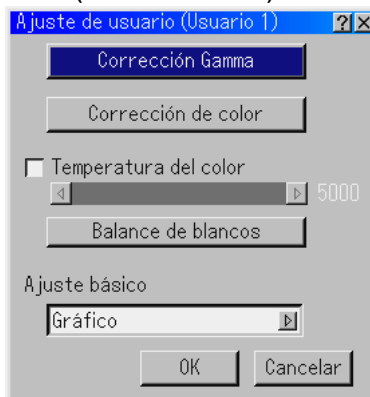 Ajuste de usuario (Usuario 1) ? X
Corrección Gamma
Corrección de color
Temperatura del color
5000
Balance de blancos
Ajuste básico
Gráfico
OK Cancelar